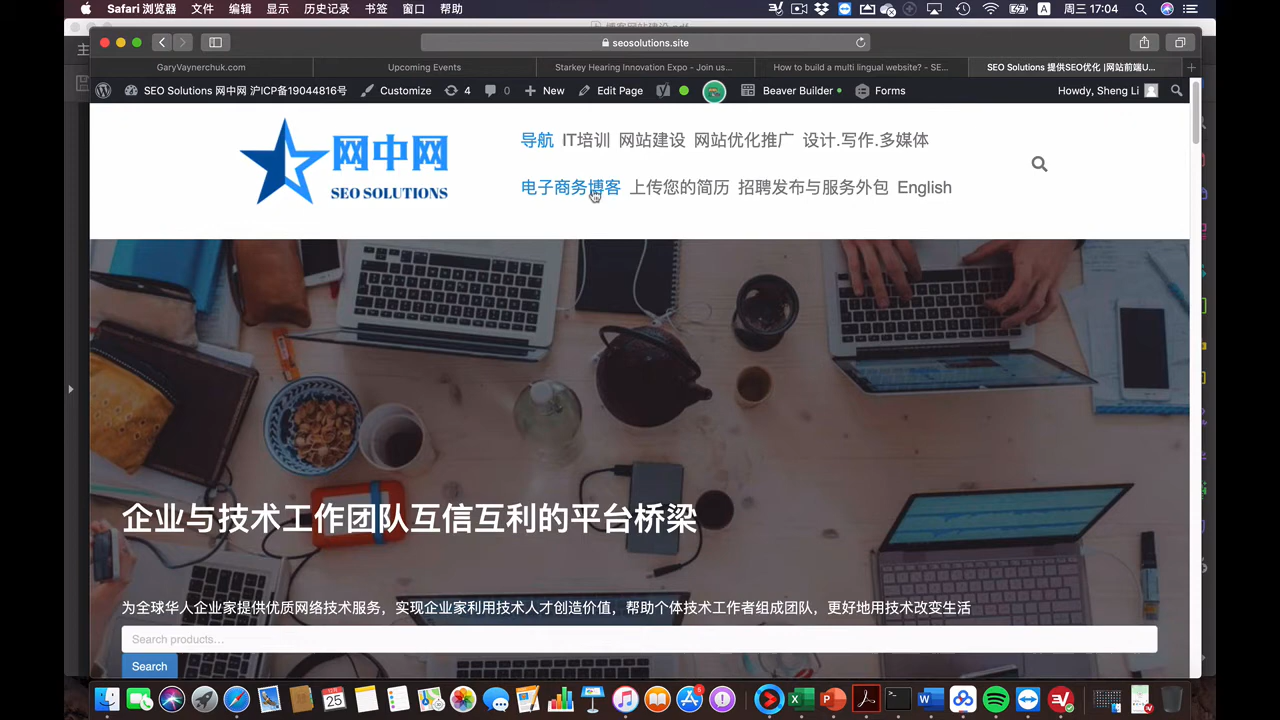 Safari 浏览器 文件 编辑 显示 历史记录 书签 窗口 帮助 A 周三 17:04
博客网站建设.pdf
主
seosolutions.site
GaryVaynerchuk.com Upcoming Events Starkey Hearing Innovation Expo - Join us... How to build a multi lingual website? - SE... SEO Solutions 提供SEO优化 |网站前端U...
SEO Solutions 网中网 沪ICP备19044816号 Customize 4 0 New Edit Page Beaver Builder Forms Howdy, Sheng Li
网中网
SEO SOLUTIONS
导航 IT培训 网站建设 网站优化推广 设计.写作.多媒体
电子商务博客 上传您的简历 招聘发布与服务外包 English
企业与技术工作团队互信互利的平台桥梁
为全球华人企业家提供优质网络技术服务，实现企业家利用技术人才创造价值，帮助个体技术工作者组成团队，更好地用技术改变生活
Search products...
Search
25